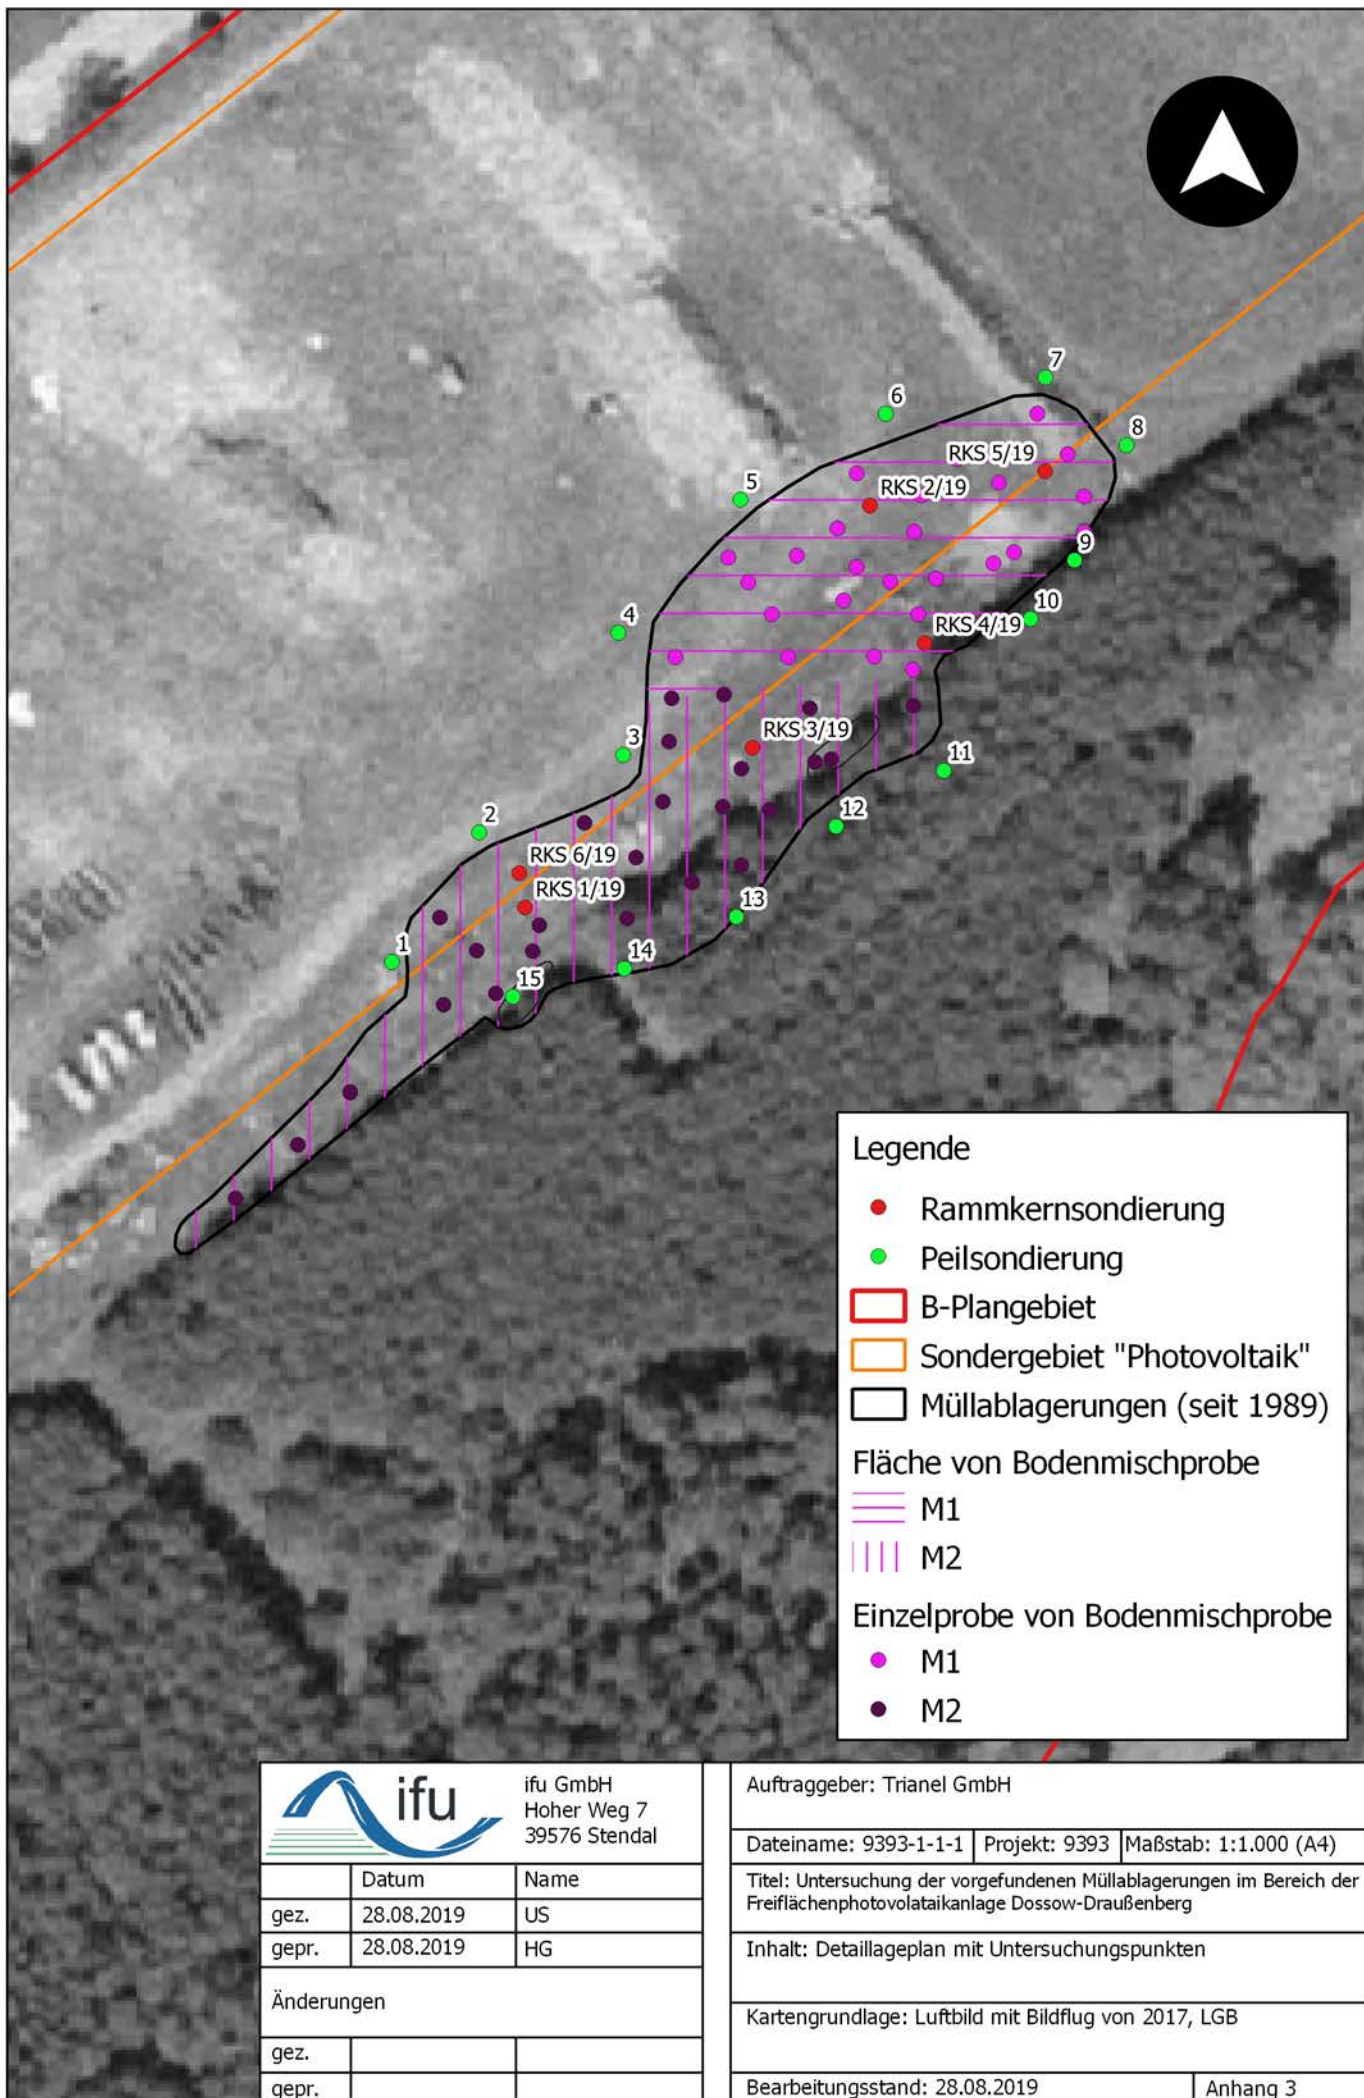 7
6
8
RKS 5/19
5
RKS 2/19
9
10
4
RKS 4/19
3
RKS 3/19
11
2
12
RKS 6/19
RKS 1/19
13
1
14
15
Legende
Rammkernsondierung
Peilsondierung
B-Plangebiet
Sondergebiet "Photovoltaik"
Müllablagerungen (seit 1989)
Fläche von Bodenmischprobe
M1
M2
Einzelprobe von Bodenmischprobe
M1
M2
ifu
ifu GmbH
Hoher Weg 7
39576 Stendal
Datum Name
gez. 28.08.2019 US
gepr. 28.08.2019 HG
Änderungen
gez.
gepr.
Auftraggeber: Trianel GmbH
Dateiname: 9393-1-1-1 Projekt: 9393 Maßstab: 1:1.000 (A4)
Titel: Untersuchung der vorgefundenen Müllablagerungen im Bereich der
Freiflächenphotovolataikanlage Dossow-Draußenberg
Inhalt: Detaillageplan mit Untersuchungspunkten
Kartengrundlage: Luftbild mit Bildflug von 2017, LGB
Bearbeitungsstand: 28.08.2019 Anhang 3